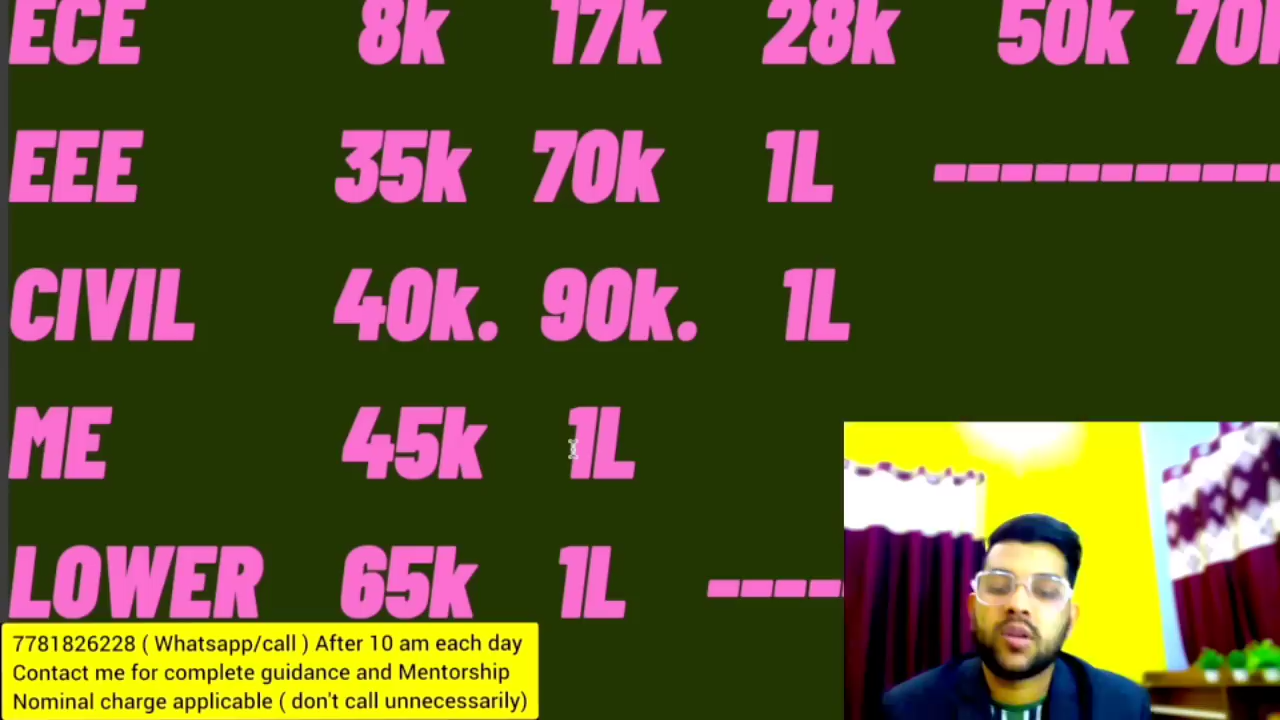 ECE 8k 17k 28k 50k
EEE 35k 70k 1L ------------
CIVIL 40k. 90k. 1L
ME 45k 1L
LOWER 65k 1L ----
7781826228 ( Whatsapp/call ) After 10 am each day
Contact me for complete guidance and Mentorship
Nominal charge applicable ( don't call unnecessarily)